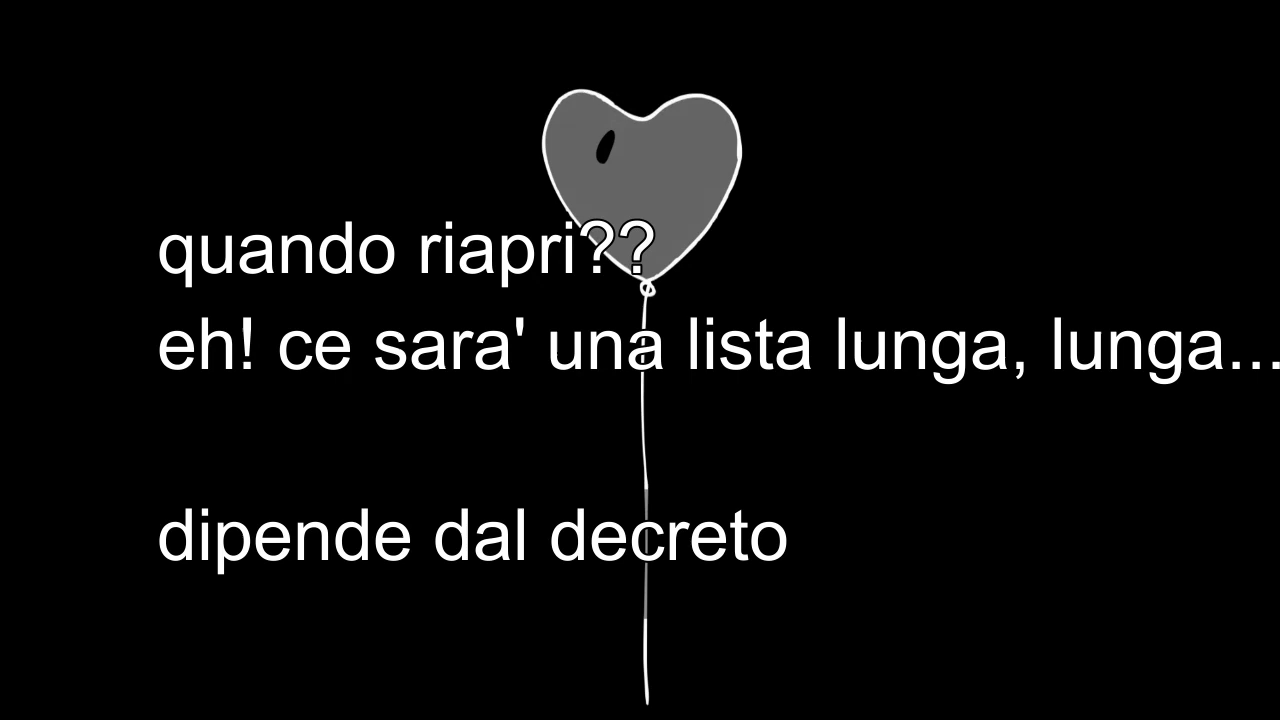 quando riapri??
eh! ce sara' una lista lunga, lunga...
dipende dal decreto